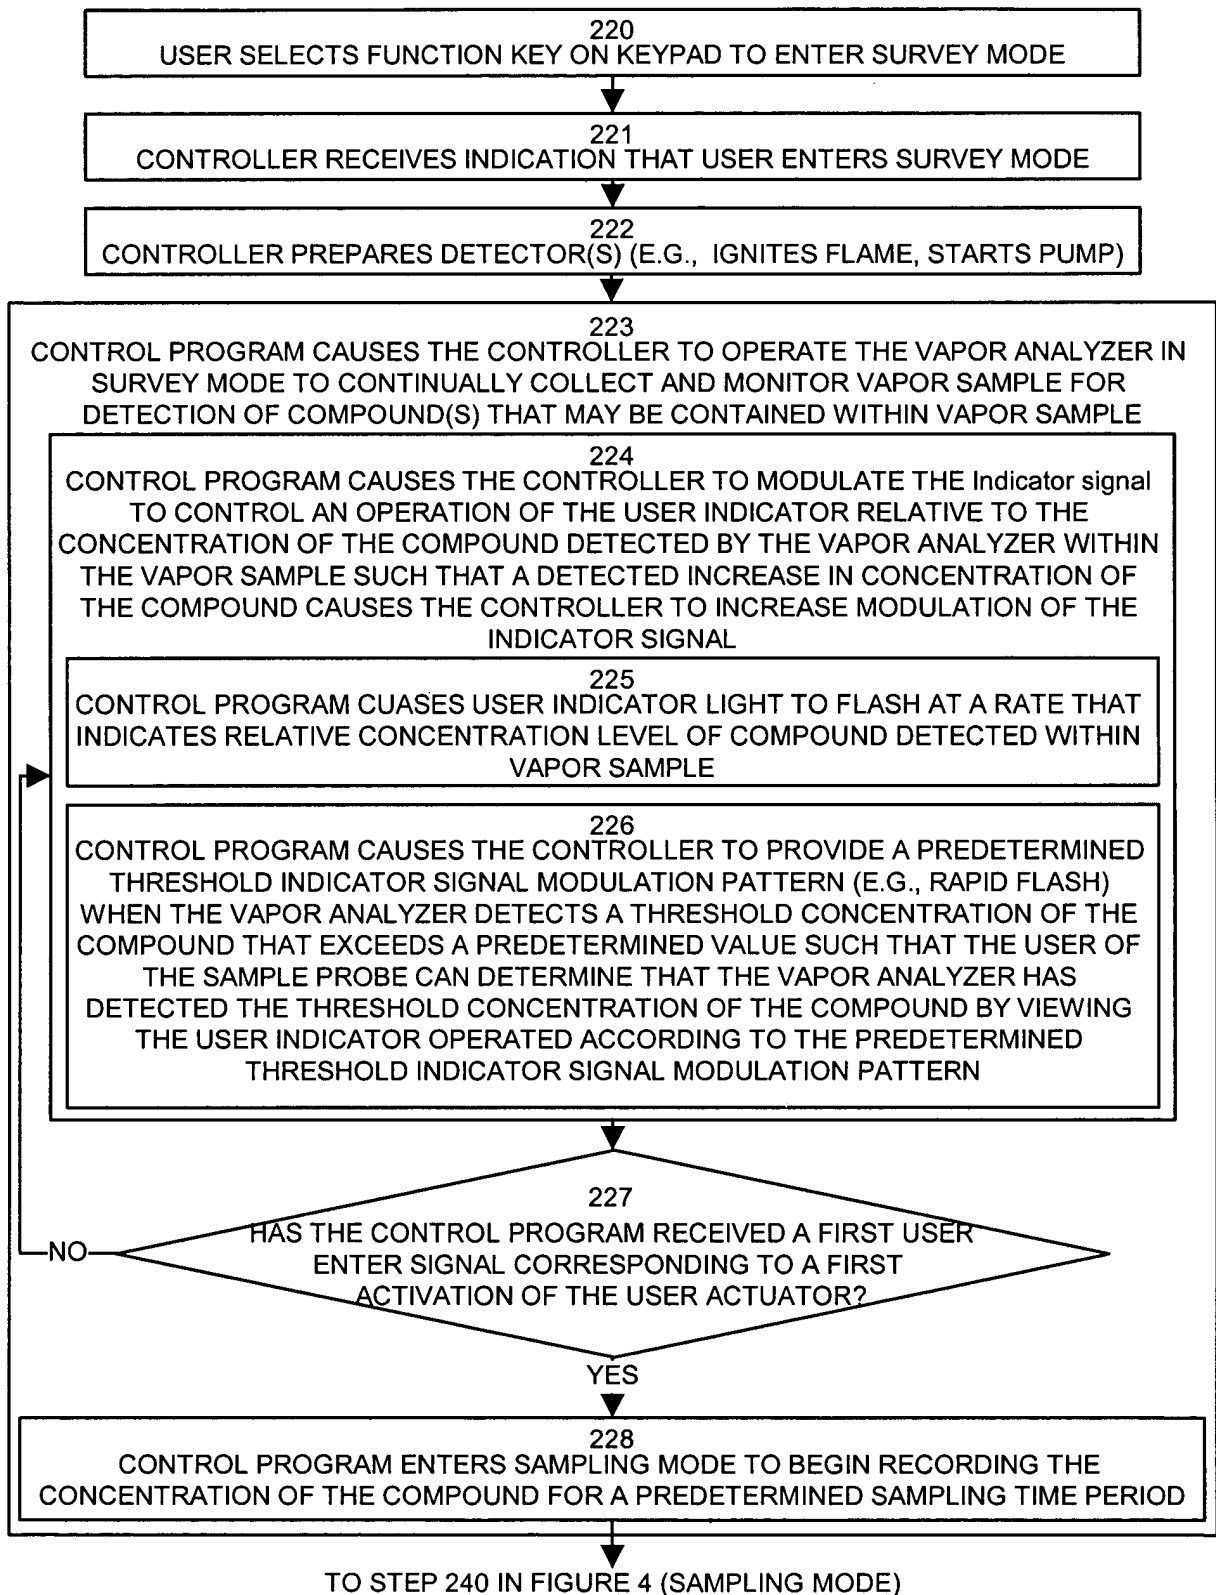 220
USER SELECTS FUNCTION KEY ON KEYPAD TO ENTER SURVEY MODE
221
CONTROLLER RECEIVES INDICATION THAT USER ENTERS SURVEY MODE
222
CONTROLLER PREPARES DETECTOR(S) (E.G., IGNITES FLAME, STARTS PUMP)
223
CONTROL PROGRAM CAUSES THE CONTROLLER TO OPERATE THE VAPOR ANALYZER IN
SURVEY MODE TO CONTINUALLY COLLECT AND MONITOR VAPOR SAMPLE FOR
DETECTION OF COMPOUND(S) THAT MAY BE CONTAINED WITHIN VAPOR SAMPLE
224
CONTROL PROGRAM CAUSES THE CONTROLLER TO MODULATE THE Indicator signal
TO CONTROL AN OPERATION OF THE USER INDICATOR RELATIVE TO THE
CONCENTRATION OF THE COMPOUND DETECTED BY THE VAPOR ANALYZER WITHIN
THE VAPOR SAMPLE SUCH THAT A DETECTED INCREASE IN CONCENTRATION OF
THE COMPOUND CAUSES THE CONTROLLER TO INCREASE MODULATION OF THE
INDICATOR SIGNAL
225
CONTROL PROGRAM CUASES USER INDICATOR LIGHT TO FLASH AT A RATE THAT
INDICATES RELATIVE CONCENTRATION LEVEL OF COMPOUND DETECTED WITHIN
VAPOR SAMPLE
226
CONTROL PROGRAM CAUSES THE CONTROLLER TO PROVIDE A PREDETERMINED
THRESHOLD INDICATOR SIGNAL MODULATION PATTERN (E.G., RAPID FLASH)
WHEN THE VAPOR ANALYZER DETECTS A THRESHOLD CONCENTRATION OF THE
COMPOUND THAT EXCEEDS A PREDETERMINED VALUE SUCH THAT THE USER OF
THE SAMPLE PROBE CAN DETERMINE THAT THE VAPOR ANALYZER HAS
DETECTED THE THRESHOLD CONCENTRATION OF THE COMPOUND BY VIEWING
THE USER INDICATOR OPERATED ACCORDING TO THE PREDETERMINED
THRESHOLD INDICATOR SIGNAL MODULATION PATTERN
227
HAS THE CONTROL PROGRAM RECEIVED A FIRST USER
ENTER SIGNAL CORRESPONDING TO A FIRST
ACTIVATION OF THE USER ACTUATOR?
NO
YES
228
CONTROL PROGRAM ENTERS SAMPLING MODE TO BEGIN RECORDING THE
CONCENTRATION OF THE COMPOUND FOR A PREDETERMINED SAMPLING TIME PERIOD
TO STEP 240 IN FIGURE 4 (SAMPLING MODE)